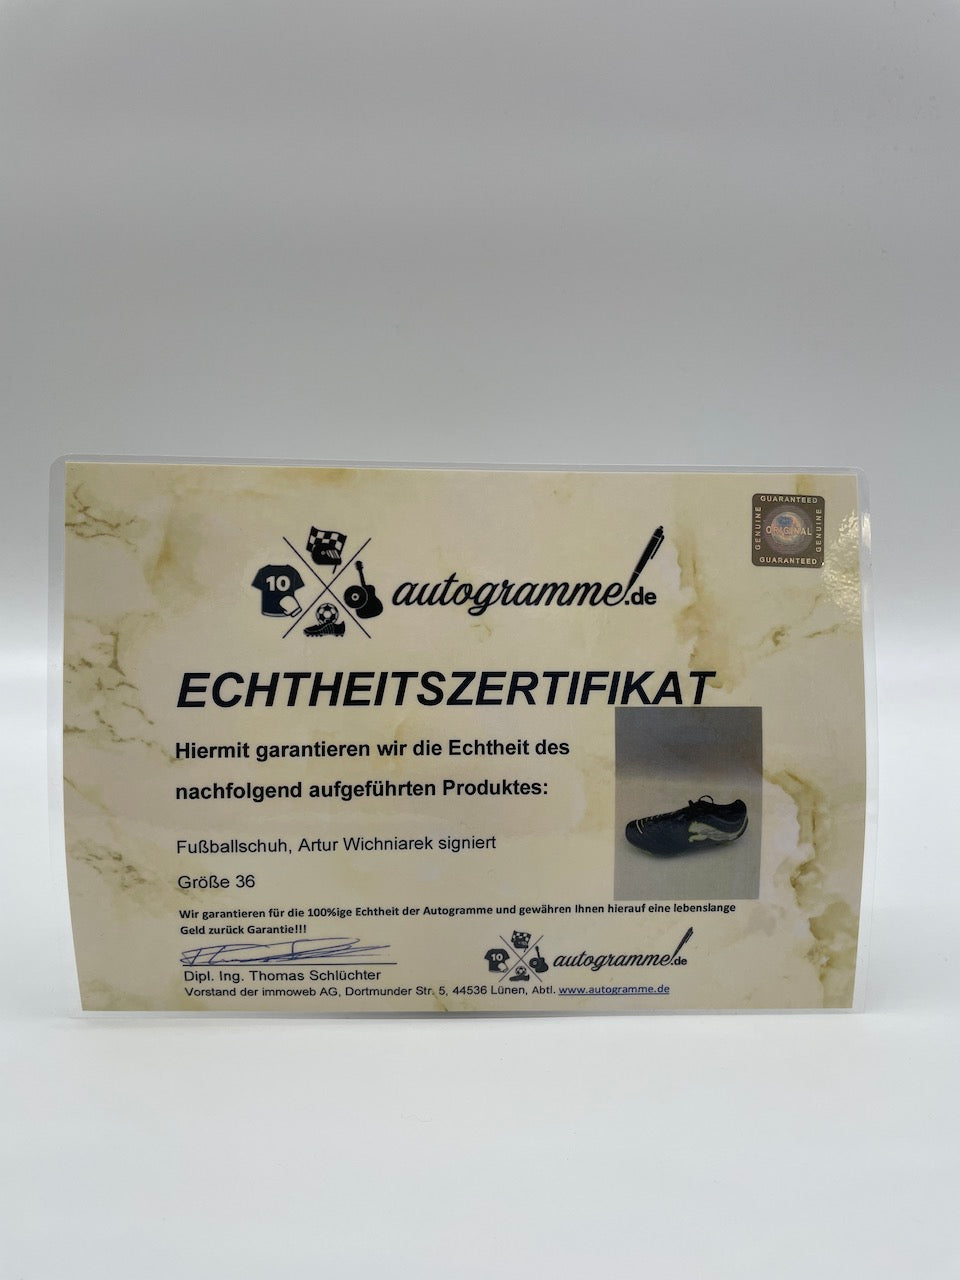 GUARANTEED
GENUINE
ORIGINAL
GENUINE
GUARANTEED
10
autogramme.de
ECHTHEITSZERTIFIKAT
Hiermit garantieren wir die Echtheit des
nachfolgend aufgeführten Produktes:
Fußballschuh, Artur Wichniarek signiert
Größe 36
Wir garantieren für die 100%ige Echtheit der Autogramme und gewähren Ihnen hierauf eine lebenslange
Geld zurück Garantie!!!
10
autogramme.de
Dipl. Ing. Thomas Schlüchter
Vorstand der immoweb AG, Dortmunder Str. 5, 44536 Lünen, Abtl. www.autogramme.de